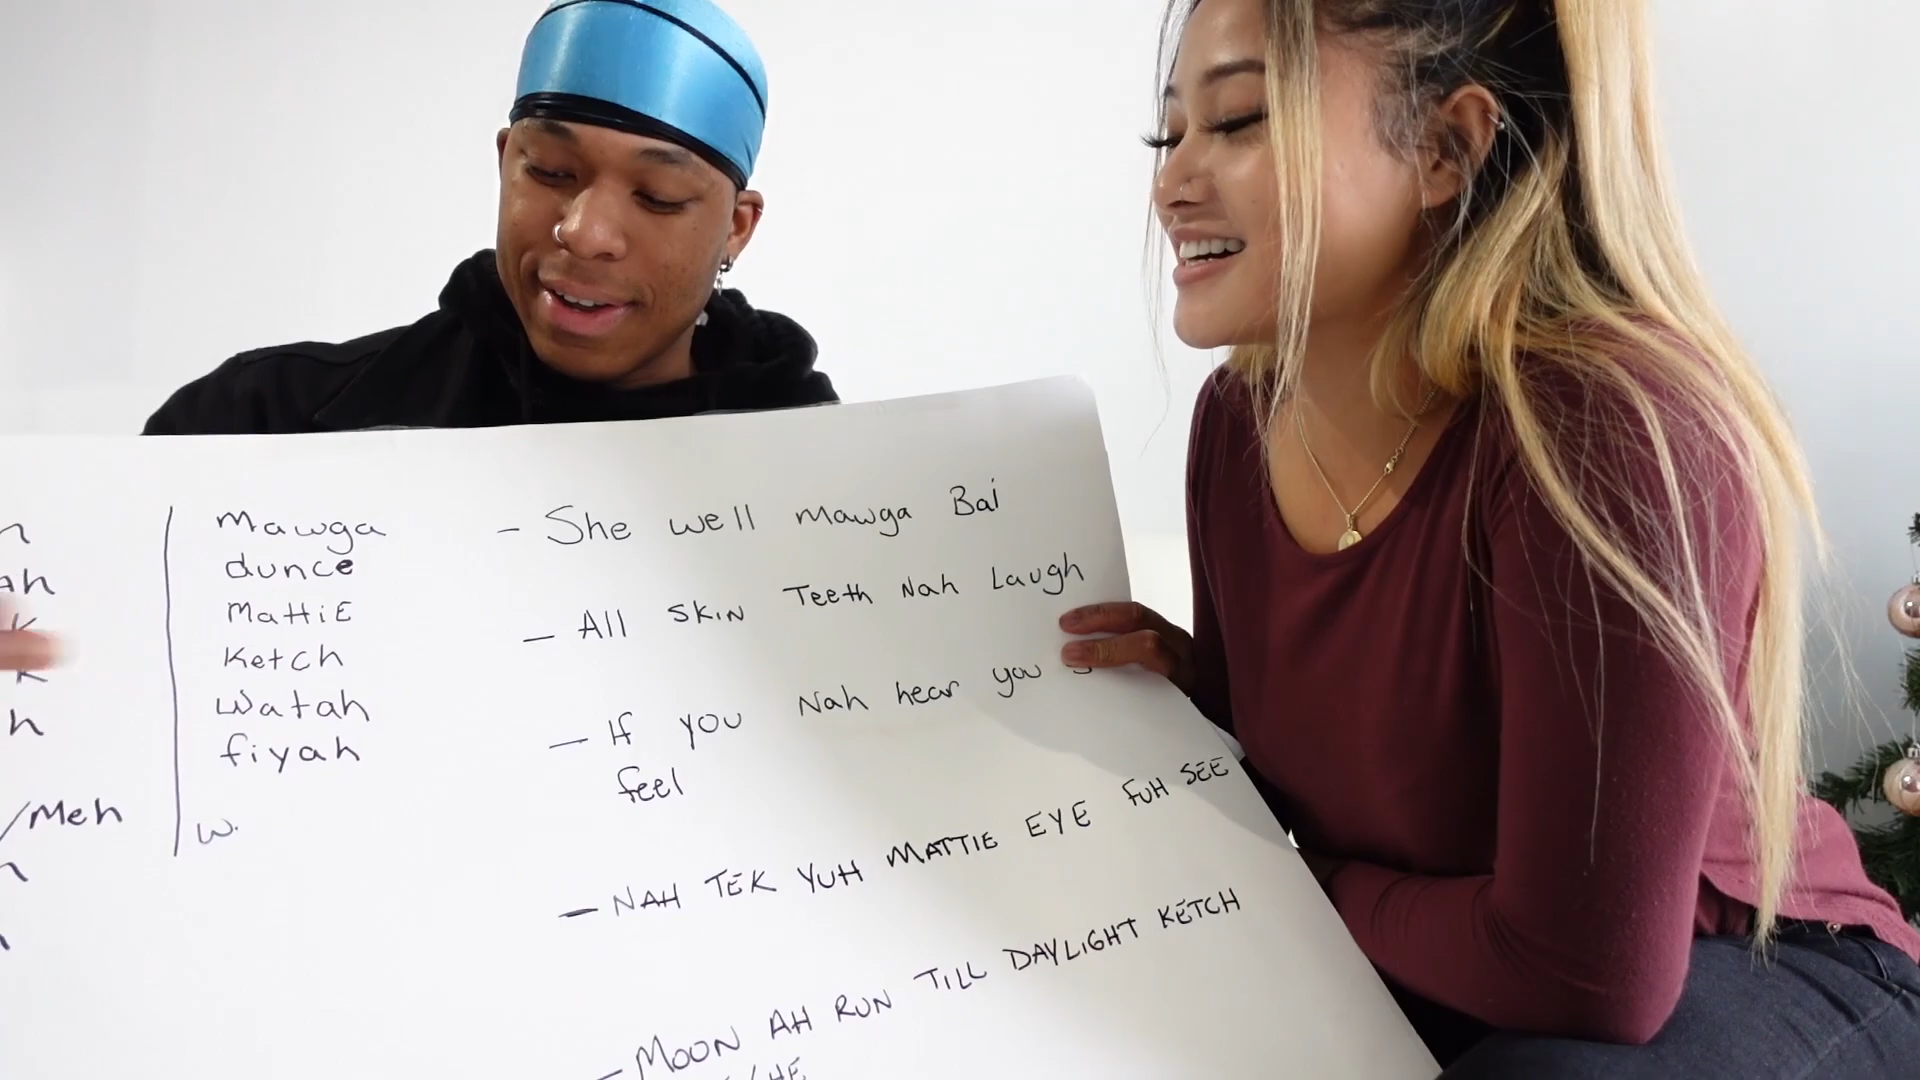 /Meh
Mawga
dunce
MattiE
Ketch
Watah
fiyah
W.
- She well mawga Bai
- All SKIN Teeth Nah Laugh
- If you Nah hear you
feel
- NAH TEK YUH MATTIE EYE FUH SEE
- MOON AH RUN TILL DAYLIGHT KETCH